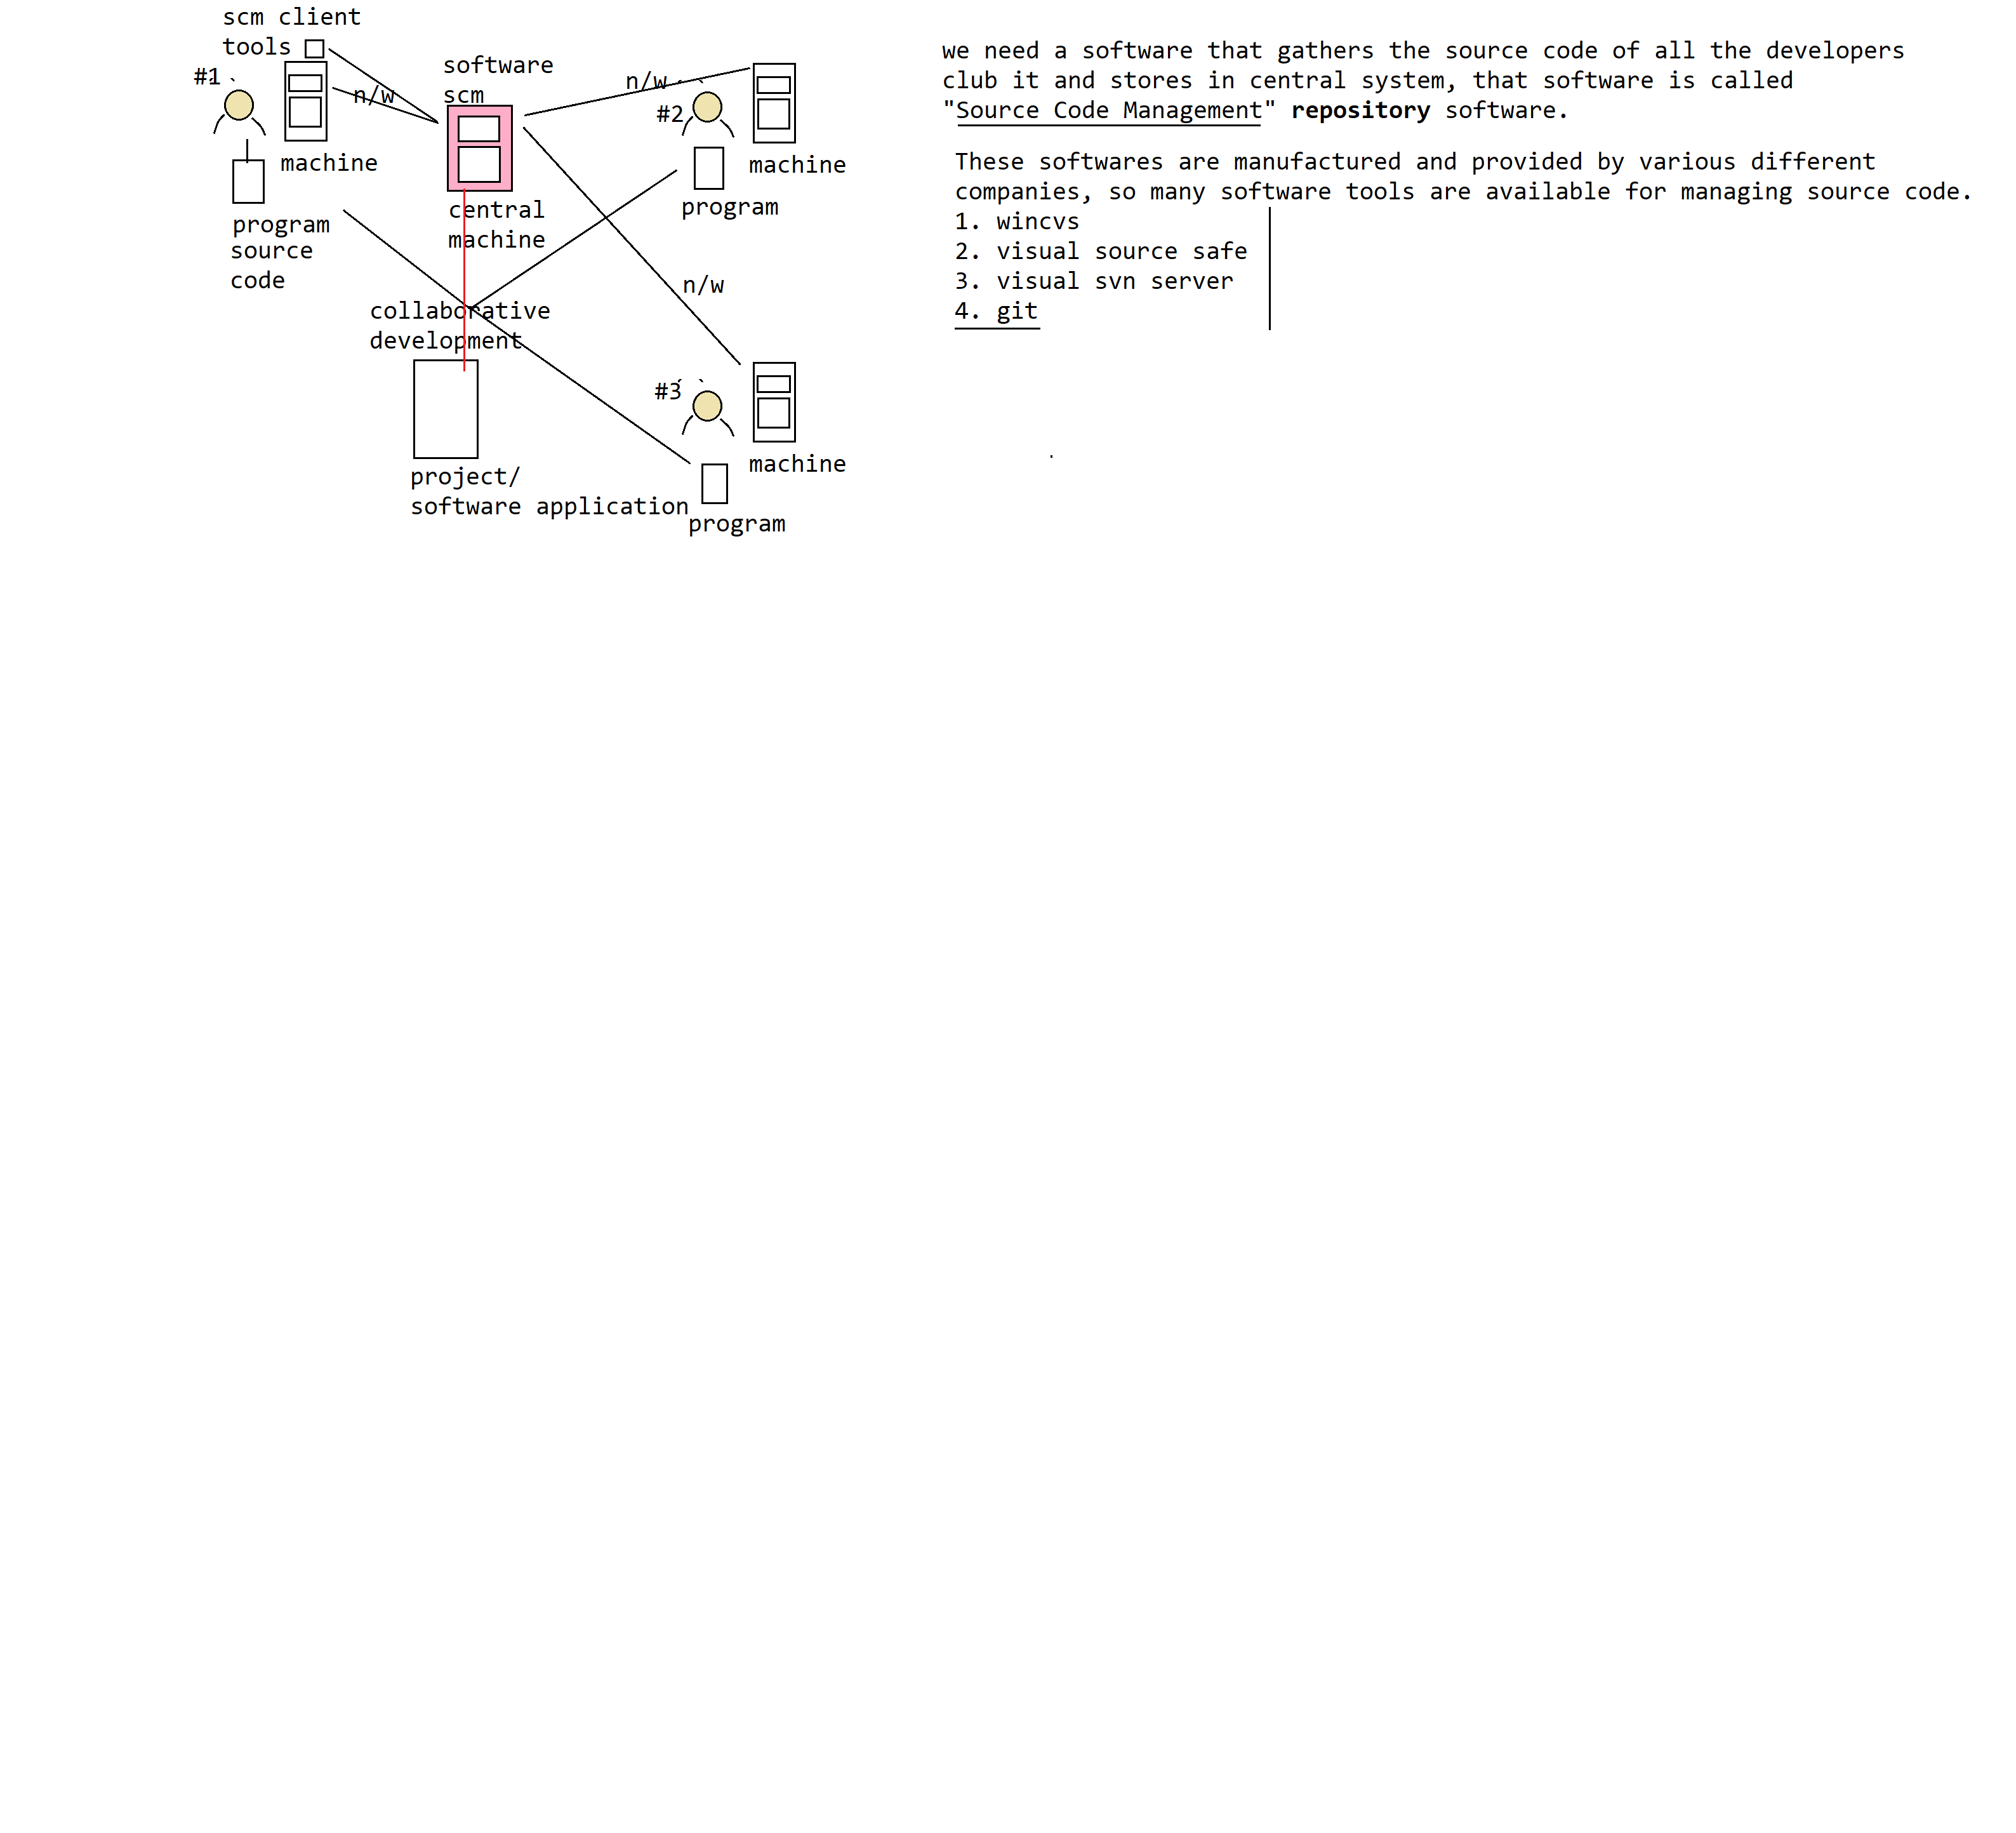 scm client
tools
#1
n/w
machine
program
source
code
software
scm
central
machine
n/w
#2
machine
program
n/w
collaborative
development
project/
software application
#3
machine
program
we need a software that gathers the source code of all the developers
club it and stores in central system, that software is called
"Source Code Management" repository software.
These softwares are manufactured and provided by various different
companies, so many software tools are available for managing source code.
1. wincvs
2. visual source safe
3. visual svn server
4. git